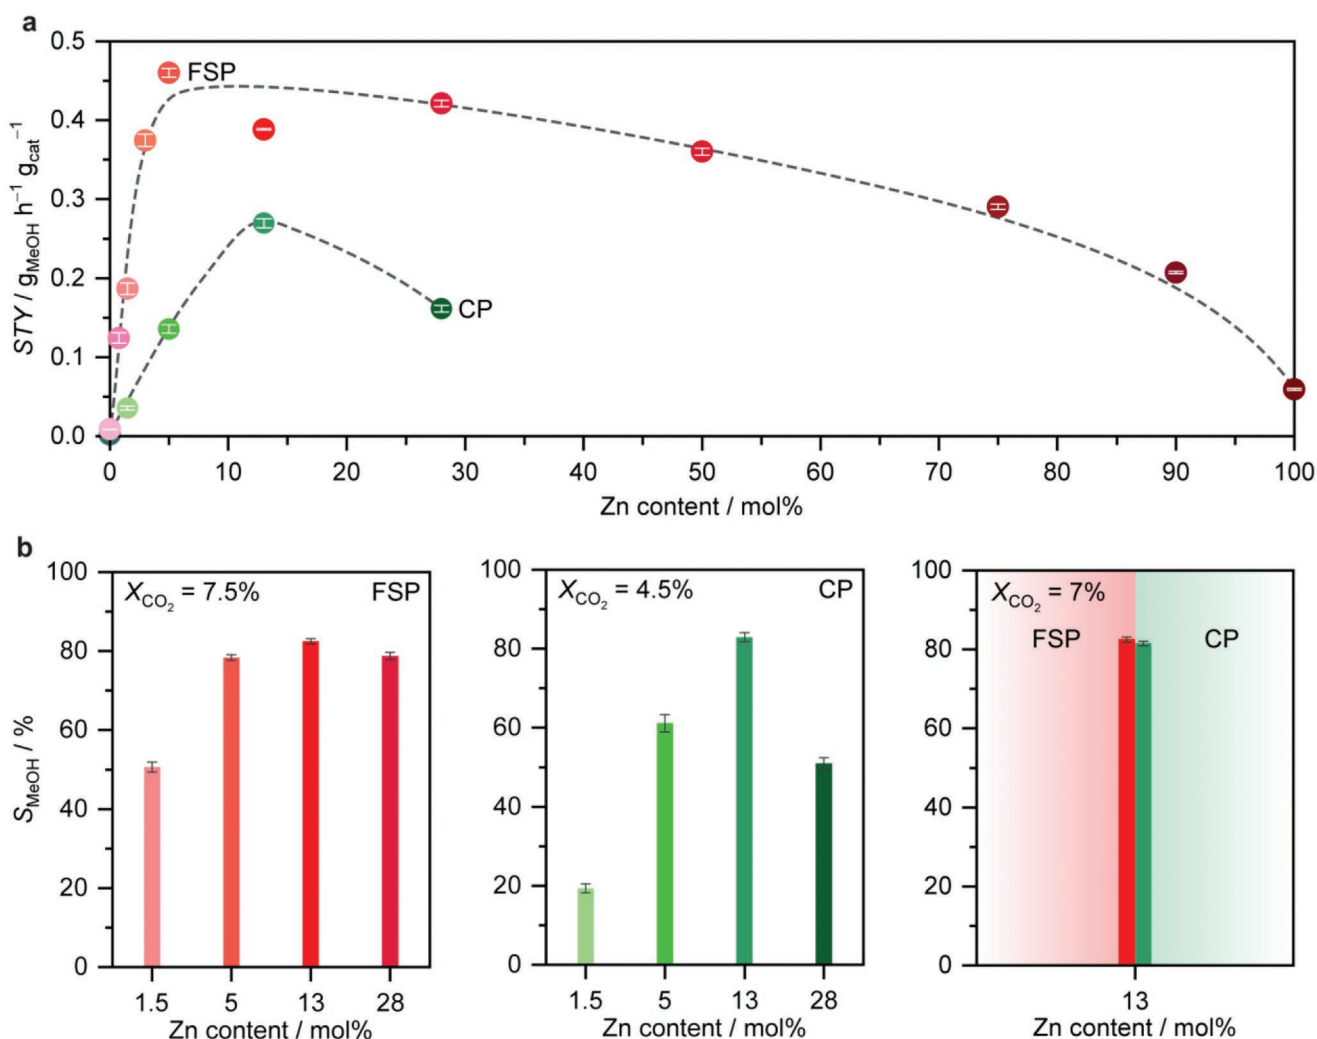 a
0.5
0.4
0.3
0.2
0.1
0.0
STY / g_MeOH h⁻¹ g_cat⁻¹
FSP
CP
0 10 20 30 40 50 60 70 80 90 100
Zn content / mol%
b
100
80
60
40
20
0
S_MeOH / %
X_CO₂ = 7.5% FSP
1.5 5 13 28
Zn content / mol%
100
80
60
40
20
0
X_CO₂ = 4.5% CP
1.5 5 13 28
Zn content / mol%
100
80
60
40
20
0
X_CO₂ = 7%
FSP CP
13
Zn content / mol%